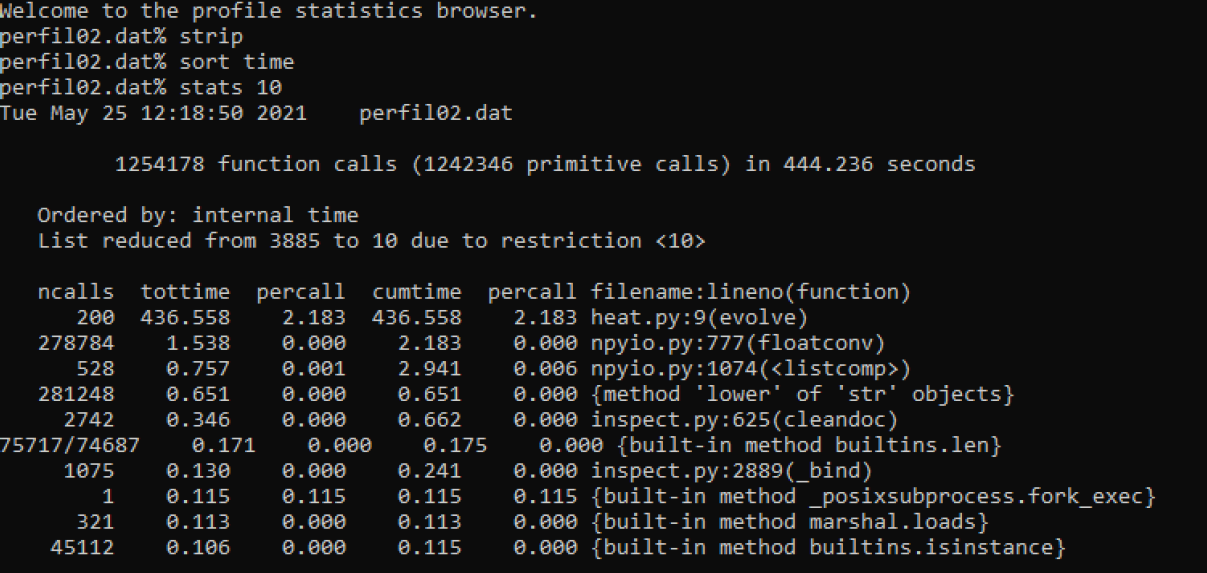 Welcome to the profile statistics browser.
perfil02.dat% strip
perfil02.dat% sort time
perfil02.dat% stats 10
Tue May 25 12:18:50 2021    perfil02.dat
1254178 function calls (1242346 primitive calls) in 444.236 seconds
Ordered by: internal time
List reduced from 3885 to 10 due to restriction <10>
ncalls  tottime  percall  cumtime  percall filename:lineno(function)
200  436.558    2.183  436.558    2.183 heat.py:9(evolve)
278784    1.538    0.000    2.183    0.000 npyio.py:777(floatconv)
528    0.757    0.001    2.941    0.006 npyio.py:1074(<listcomp>)
281248    0.651    0.000    0.651    0.000 {method 'lower' of 'str' objects}
2742    0.346    0.000    0.662    0.000 inspect.py:625(cleandoc)
75717/74687    0.171    0.000    0.175    0.000 {built-in method builtins.len}
1075    0.130    0.000    0.241    0.000 inspect.py:2889(_bind)
1    0.115    0.115    0.115    0.115 {built-in method _posixsubprocess.fork_exec}
321    0.113    0.000    0.113    0.000 {built-in method marshal.loads}
45112    0.106    0.000    0.115    0.000 {built-in method builtins.isinstance}